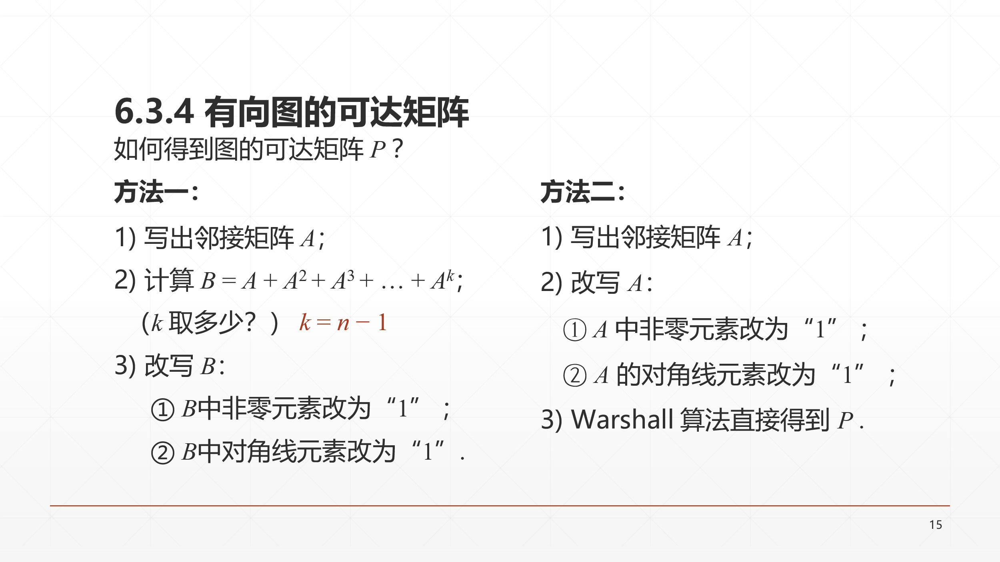 6.3.4 有向图的可达矩阵
如何得到图的可达矩阵 P ?
方法一：
1) 写出邻接矩阵 A；
2) 计算 B = A + A² + A³ + … + Aᵏ；
(k 取多少？) k = n − 1
3) 改写 B：
① B中非零元素改为 “1” ；
② B中对角线元素改为 “1” .
方法二：
1) 写出邻接矩阵 A；
2) 改写 A：
① A 中非零元素改为 “1” ；
② A 的对角线元素改为 “1” ；
3) Warshall 算法直接得到 P .
15